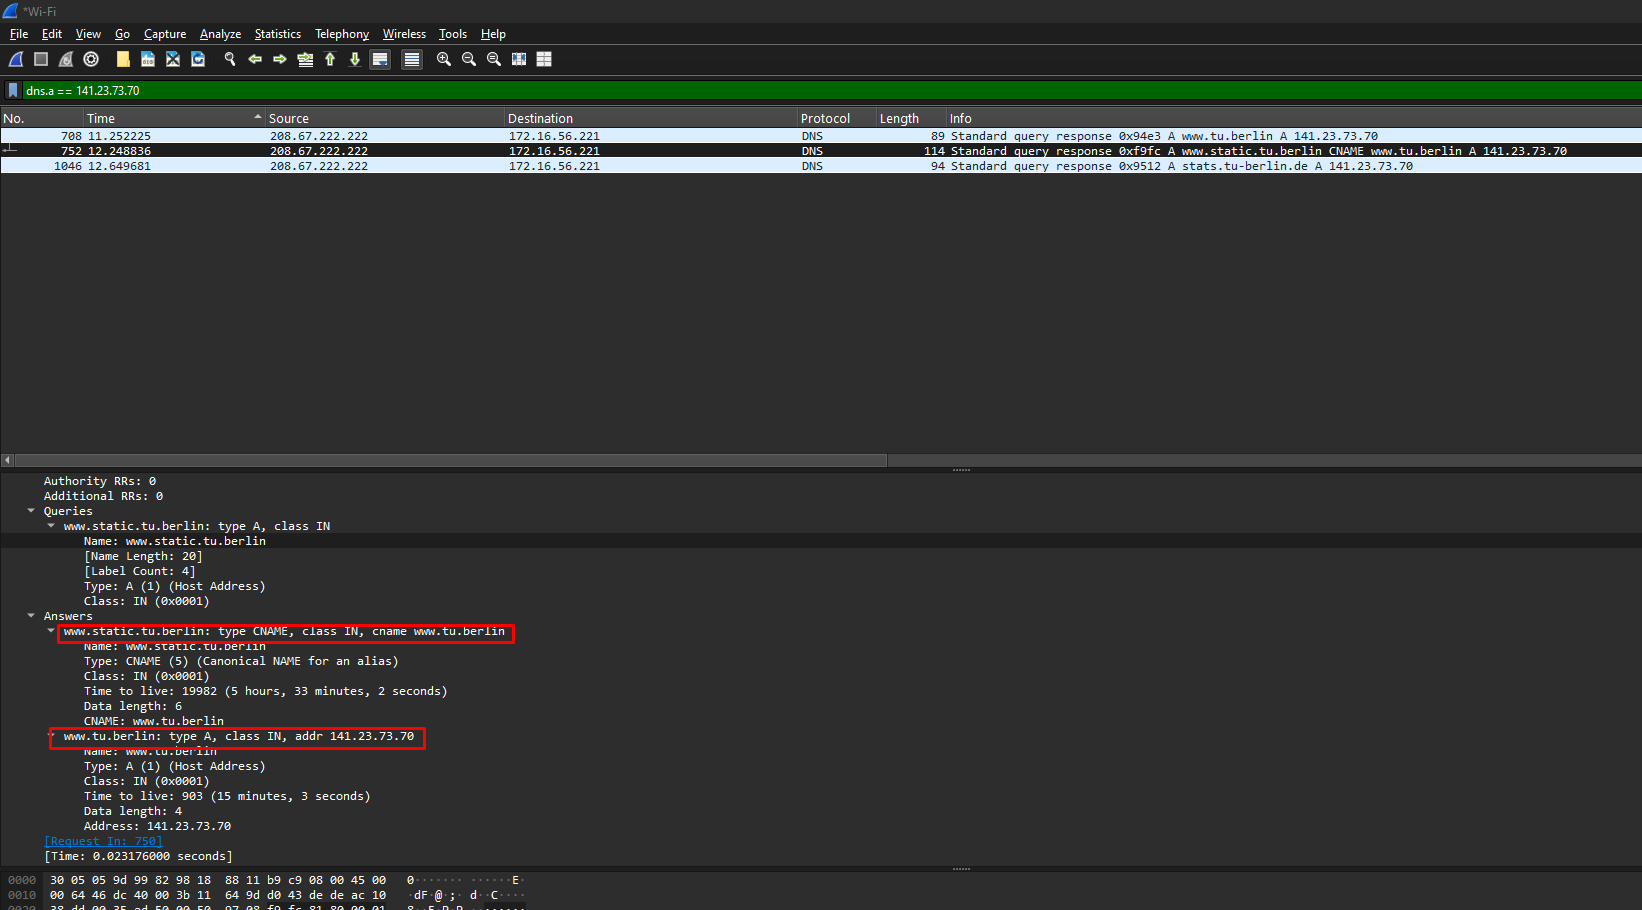 *Wi-Fi
File Edit View Go Capture Analyze Statistics Telephony Wireless Tools Help
dns.a == 141.23.73.70
No. Time Source Destination Protocol Length Info
708 11.252225 208.67.222.222 172.16.56.221 DNS 89 Standard query response 0x94e3 A www.tu.berlin A 141.23.73.70
752 12.248836 208.67.222.222 172.16.56.221 DNS 114 Standard query response 0xf9fc A www.static.tu.berlin CNAME www.tu.berlin A 141.23.73.70
1046 12.649681 208.67.222.222 172.16.56.221 DNS 94 Standard query response 0x9512 A stats.tu-berlin.de A 141.23.73.70
Authority RRs: 0
Additional RRs: 0
Queries
www.static.tu.berlin: type A, class IN
Name: www.static.tu.berlin
[Name Length: 20]
[Label Count: 4]
Type: A (1) (Host Address)
Class: IN (0x0001)
Answers
www.static.tu.berlin: type CNAME, class IN, cname www.tu.berlin
Name: www.static.tu.berlin
Type: CNAME (5) (Canonical NAME for an alias)
Class: IN (0x0001)
Time to live: 19982 (5 hours, 33 minutes, 2 seconds)
Data length: 6
CNAME: www.tu.berlin
www.tu.berlin: type A, class IN, addr 141.23.73.70
Name: www.tu.berlin
Type: A (1) (Host Address)
Class: IN (0x0001)
Time to live: 903 (15 minutes, 3 seconds)
Data length: 4
Address: 141.23.73.70
[Request In: 750]
[Time: 0.023176000 seconds]
0000 30 05 05 9d 99 82 98 18 88 11 b9 c9 08 00 45 00 0······· ······E·
0010 00 64 46 dc 40 00 3b 11 64 9d d0 43 de de ac 10 ·dF·@·;· d··C····